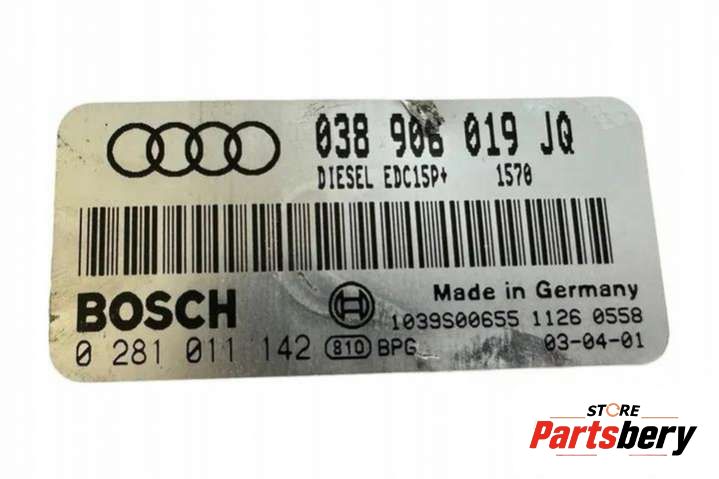 038 906 019 JQ
DIESEL EDC15P+ 1570
BOSCH
Made in Germany
1039S00655 1126 0558
0 281 011 142 810 BPG 03-04-01
STORE
Partsbery